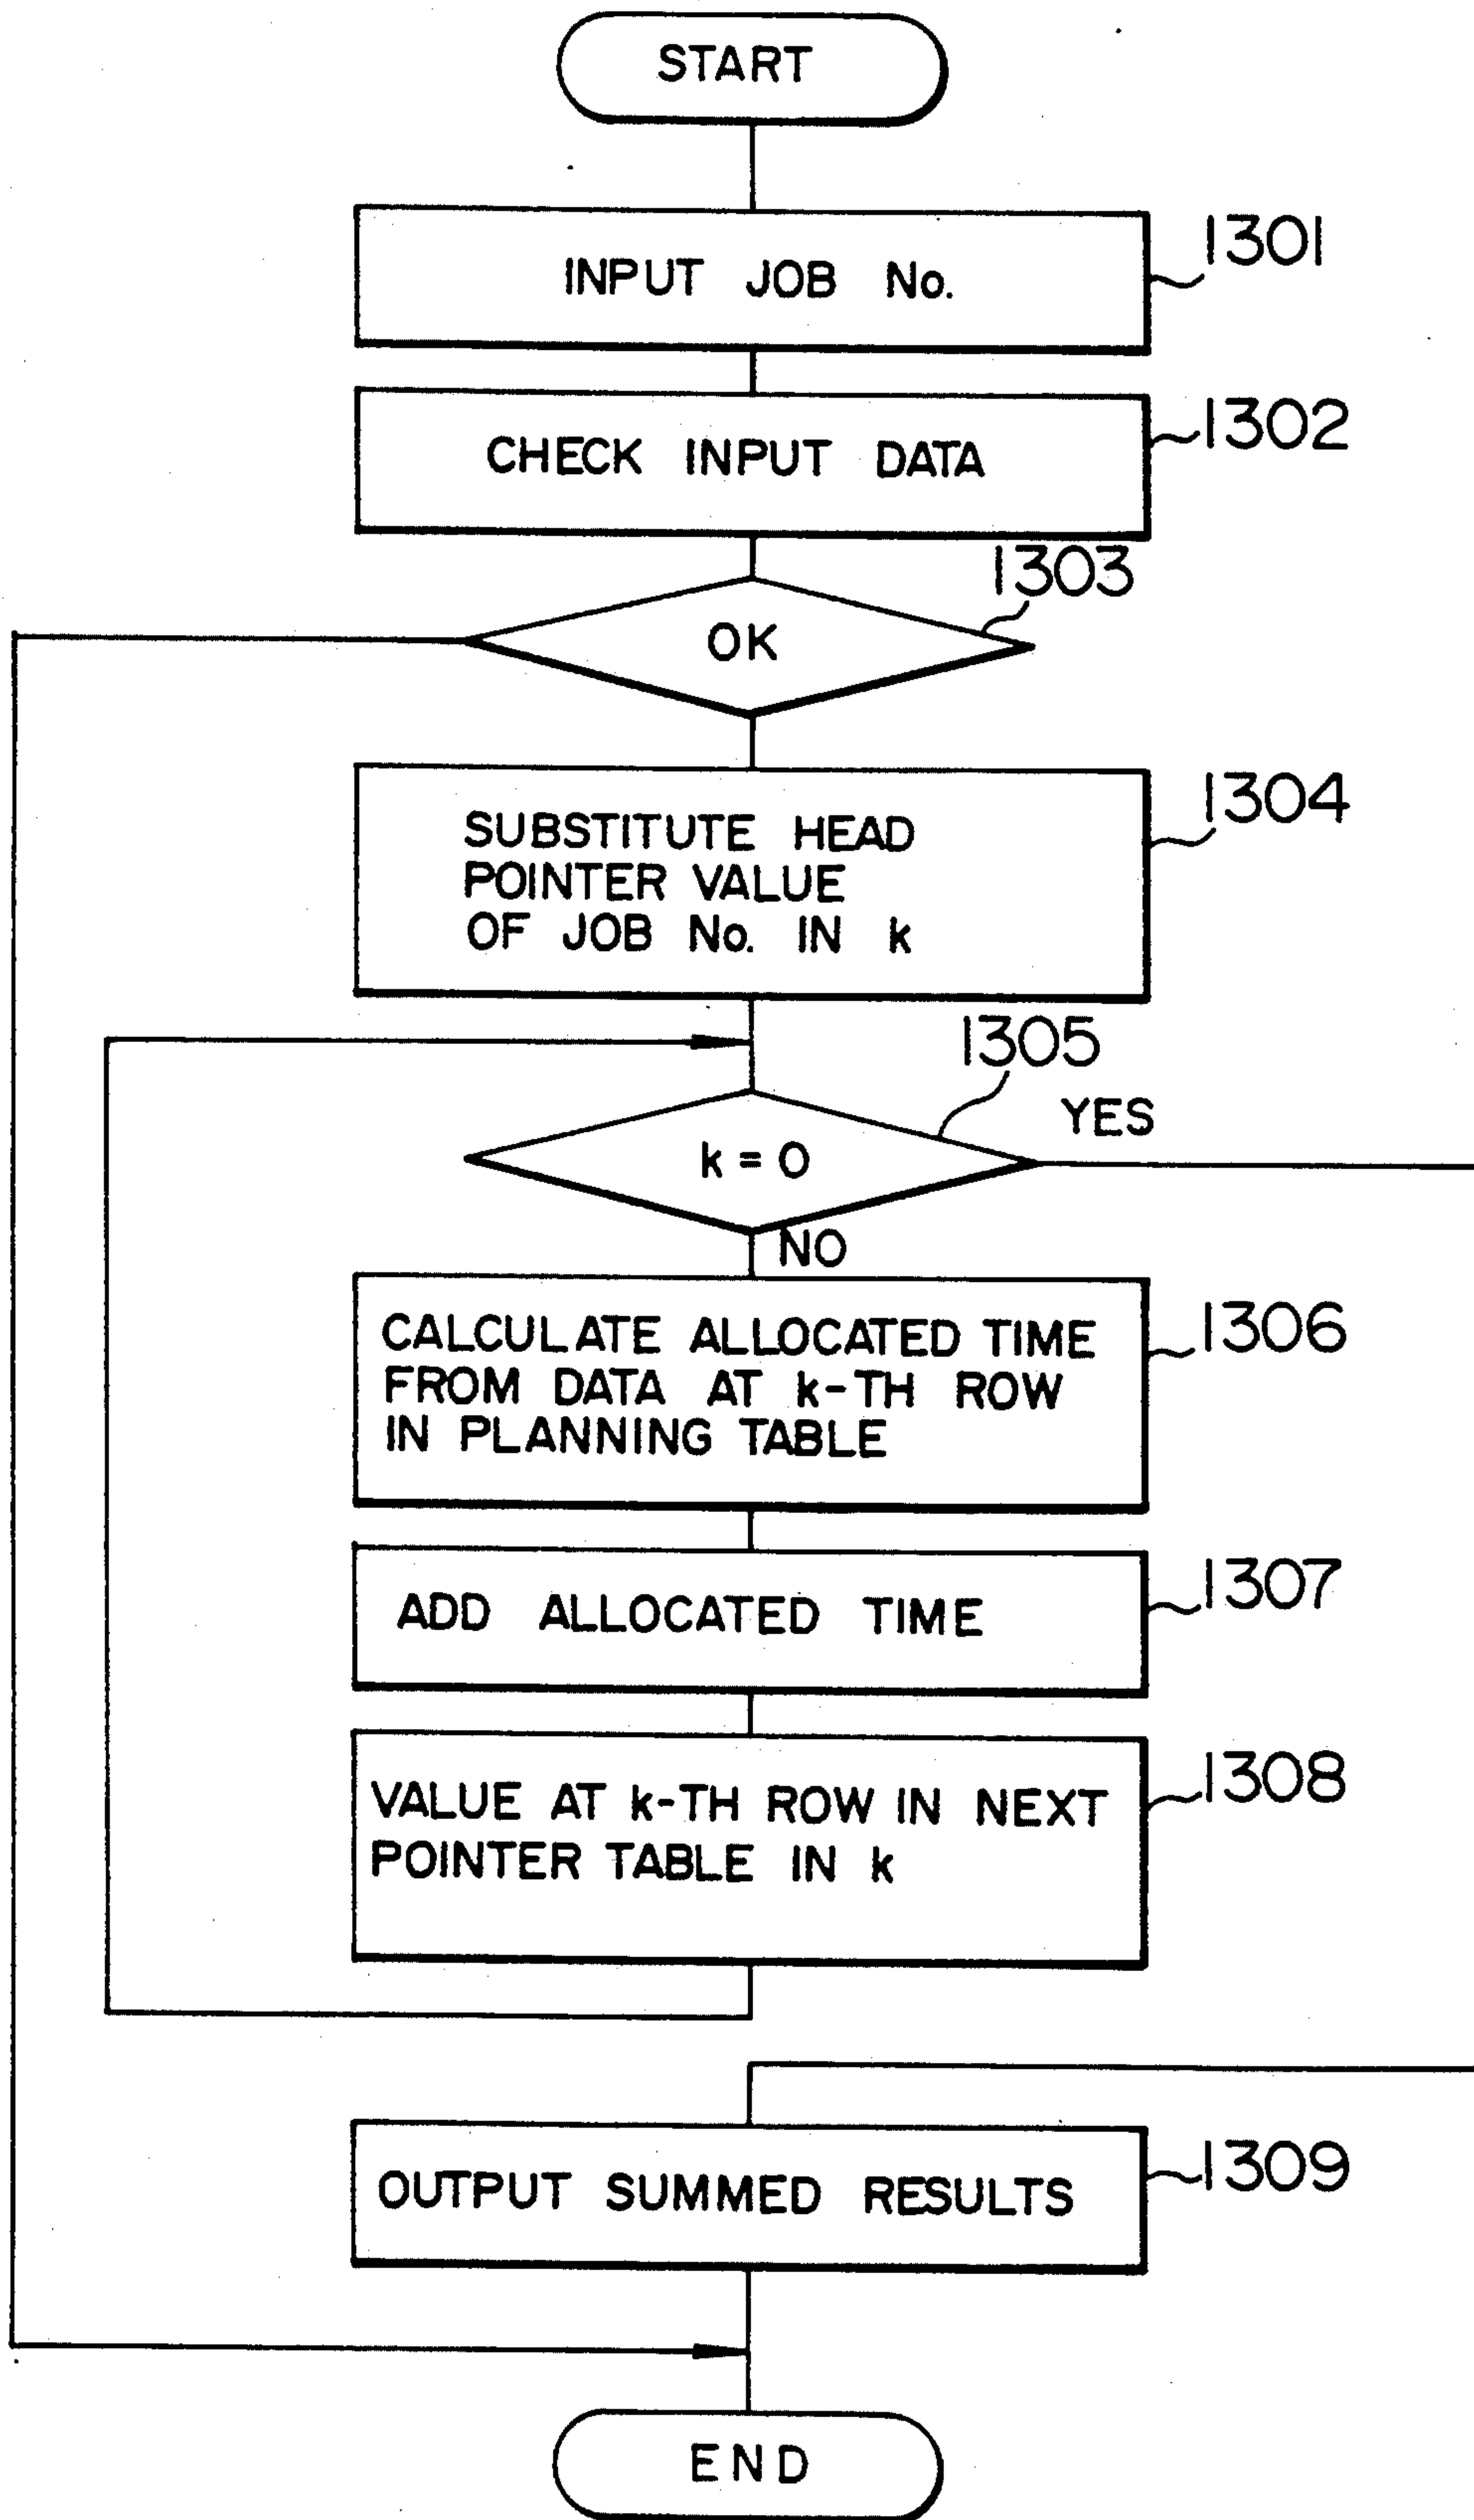 START
INPUT JOB No.
1301
CHECK INPUT DATA
1302
1303
OK
SUBSTITUTE HEAD
POINTER VALUE
OF JOB No. IN k
1304
1305
k = 0
YES
NO
CALCULATE ALLOCATED TIME
FROM DATA AT k-TH ROW
IN PLANNING TABLE
1306
ADD ALLOCATED TIME
1307
VALUE AT k-TH ROW IN NEXT
POINTER TABLE IN k
1308
OUTPUT SUMMED RESULTS
1309
END